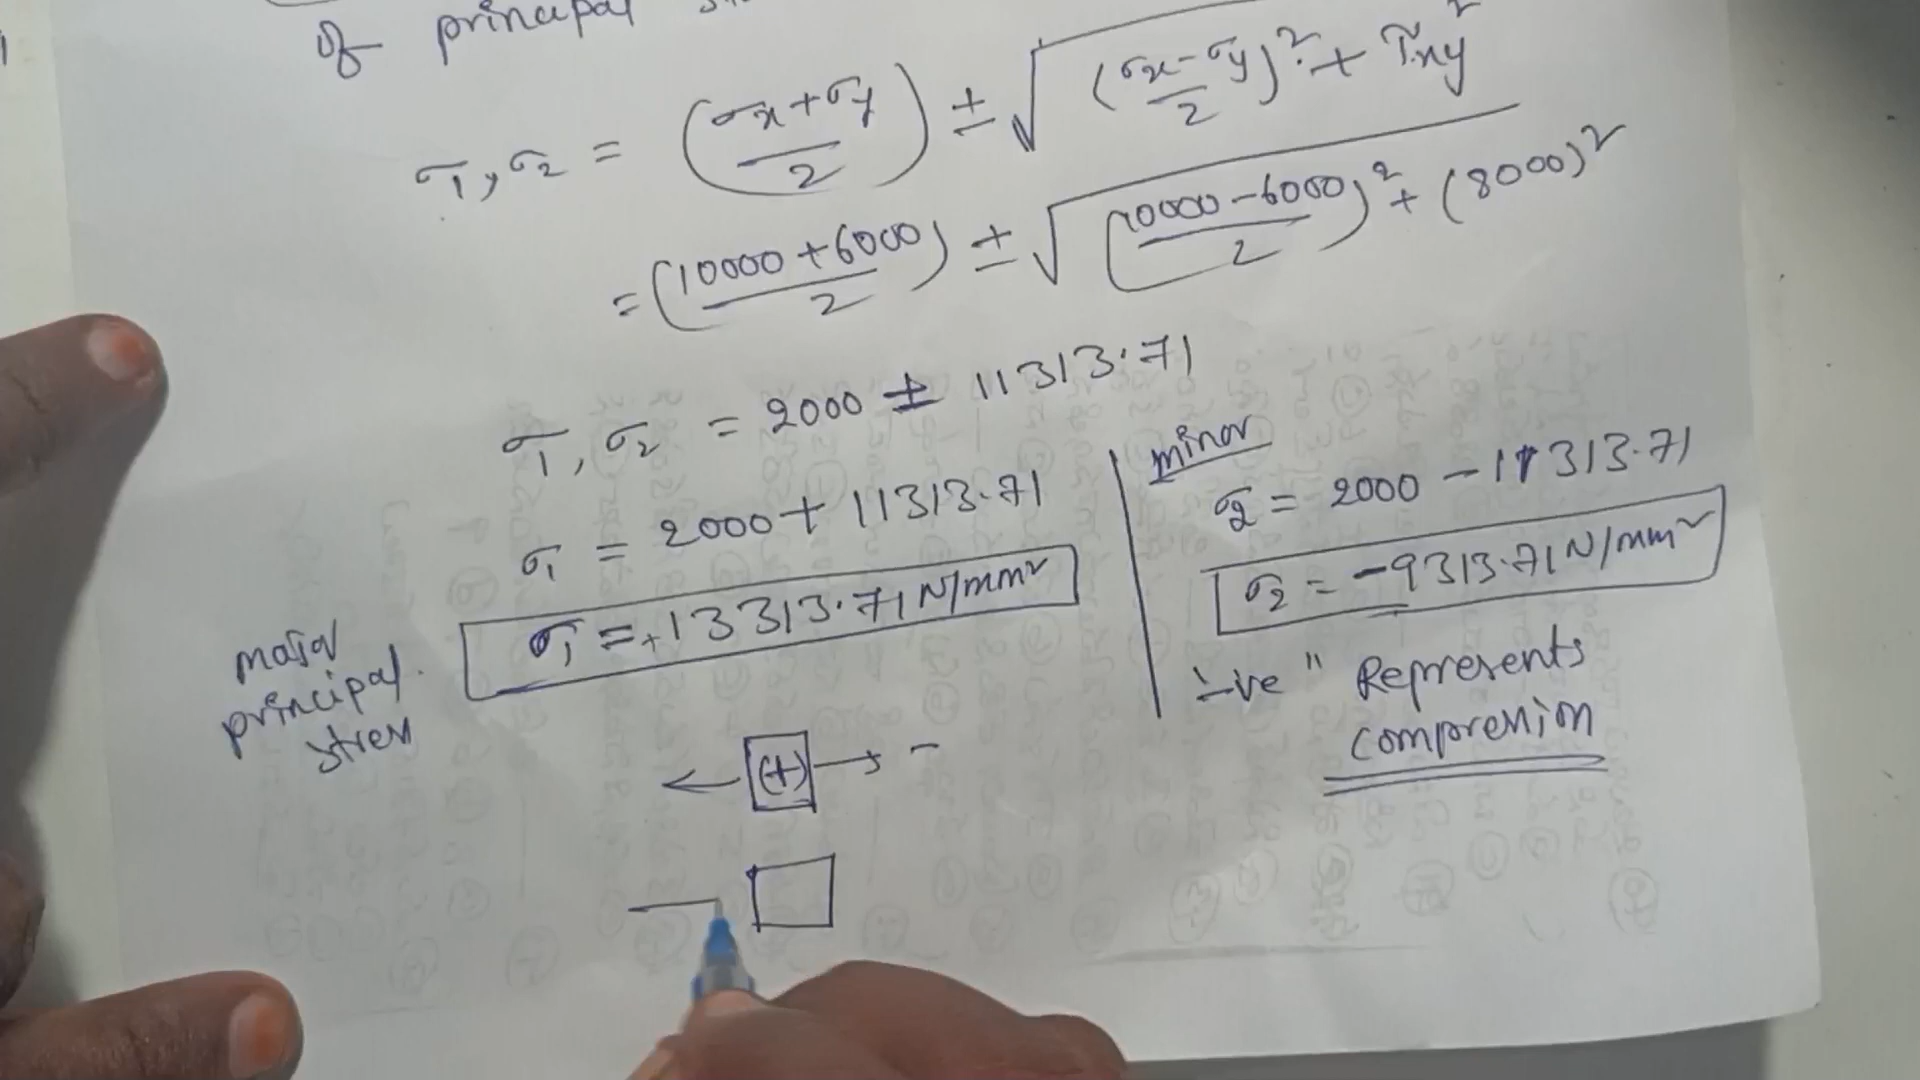 of principal
σ1, σ2 = (σx+σy/2) ± √(σx-σy/2)² + τxy²
= (10000+6000/2) ± √(10000-6000/2)² + (8000)²
σ1, σ2 = 2000 ± 11313.71
σ1 = 2000 + 11313.71
σ1 = +13313.71 N/mm²
major
principal
stress
(+) -
minor
σ2 = 2000 - 11313.71
σ2 = -9313.71 N/mm²
"-ve" Represents
compression